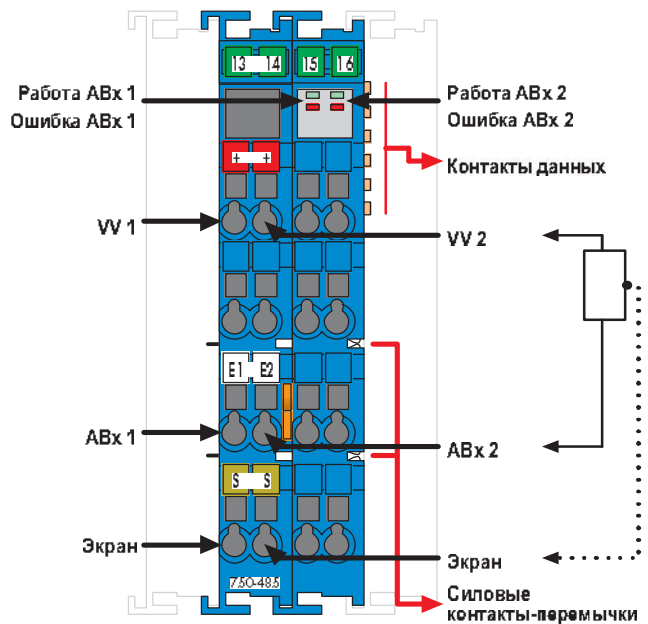 13 14 15 16
Работа АВх 1
Ошибка АВх 1
Работа АВх 2
Ошибка АВх 2
+ +
Контакты данных
VV 1
VV 2
E1 E2
АВх 1
АВх 2
S S
Экран
Экран
750-485
Силовые
контакты-перемычки